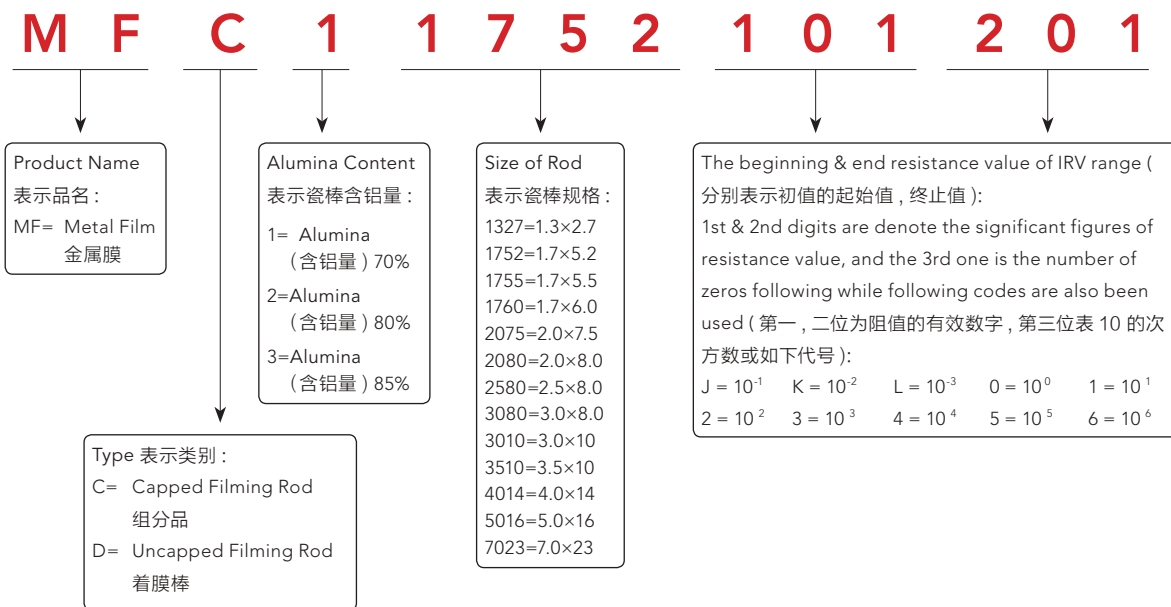 M F C 1 1 7 5 2 1 0 1 2 0 1
Product Name
表示品名 :
MF= Metal Film
金属膜
Alumina Content
表示瓷棒含铝量 :
1= Alumina
(含铝量 ) 70%
2=Alumina
(含铝量 ) 80%
3=Alumina
(含铝量 ) 85%
Size of Rod
表示瓷棒规格 :
1327=1.3×2.7
1752=1.7×5.2
1755=1.7×5.5
1760=1.7×6.0
2075=2.0×7.5
2080=2.0×8.0
2580=2.5×8.0
3080=3.0×8.0
3010=3.0×10
3510=3.5×10
4014=4.0×14
5016=5.0×16
7023=7.0×23
The beginning & end resistance value of IRV range (
分别表示初值的起始值 , 终止值 ):
1st & 2nd digits are denote the significant figures of
resistance value, and the 3rd one is the number of
zeros following while following codes are also been
used ( 第一 , 二位为阻值的有效数字 , 第三位表 10 的次
方数或如下代号 ):
J = 10⁻¹ K = 10⁻² L = 10⁻³ 0 = 10⁰ 1 = 10¹
2 = 10² 3 = 10³ 4 = 10⁴ 5 = 10⁵ 6 = 10⁶
Type 表示类别 :
C= Capped Filming Rod
组分品
D= Uncapped Filming Rod
着膜棒